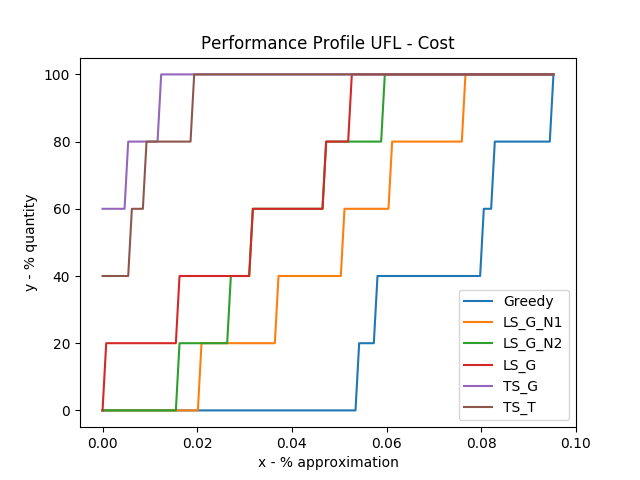 Performance Profile UFL - Cost
100
80
60
40
20
0
y - % quantity
0.00 0.02 0.04 0.06 0.08 0.10
x - % approximation
Greedy
LS_G_N1
LS_G_N2
LS_G
TS_G
TS_T